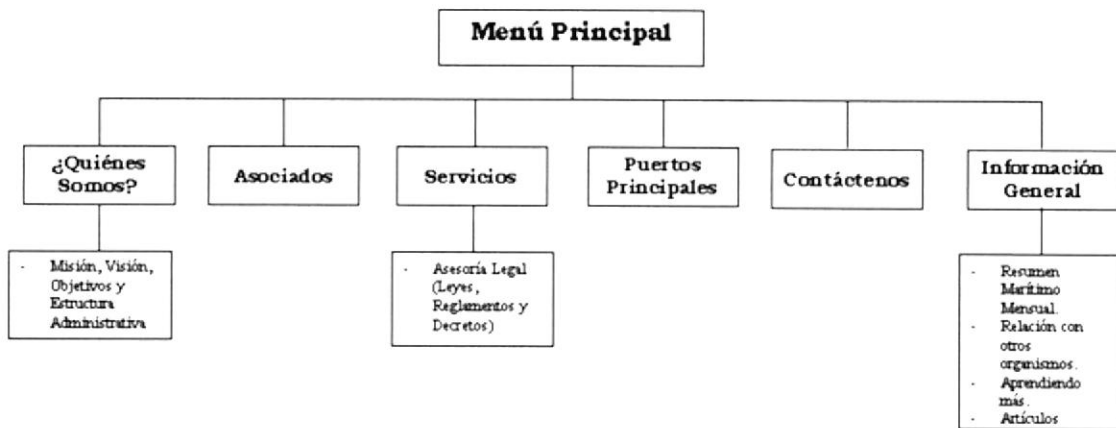 Menú Principal
¿Quiénes
Somos?
Asociados
Servicios
Puertos
Principales
Contáctenos
Información
General
- Misión, Visión,
Objetivos y
Estructura
Administrativa
- Asesoría Legal
(Leyes,
Reglamentos y
Decretos)
- Resumen
Marítimo
Mensual.
- Relación con
otros
organismos.
- Aprendiendo
más.
- Artículos